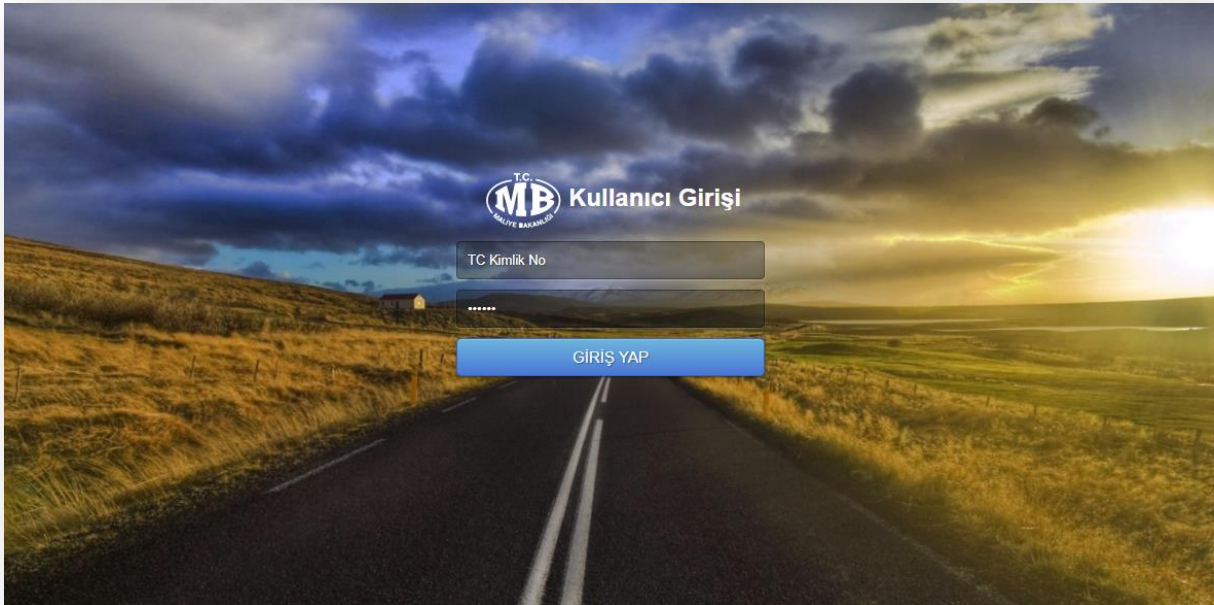 T.C.
MB
MALİYE BAKANLIĞI
Kullanıcı Girişi
TC Kimlik No
••••••
GİRİŞ YAP